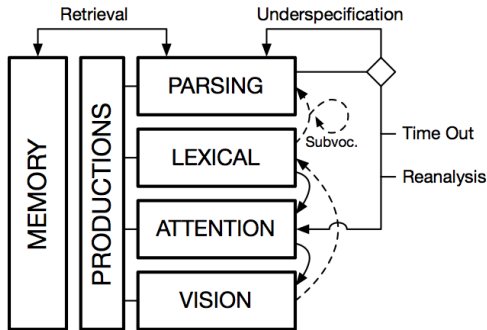 Retrieval
Underspecification
MEMORY
PRODUCTIONS
PARSING
Subvoc.
Time Out
LEXICAL
Reanalysis
ATTENTION
VISION